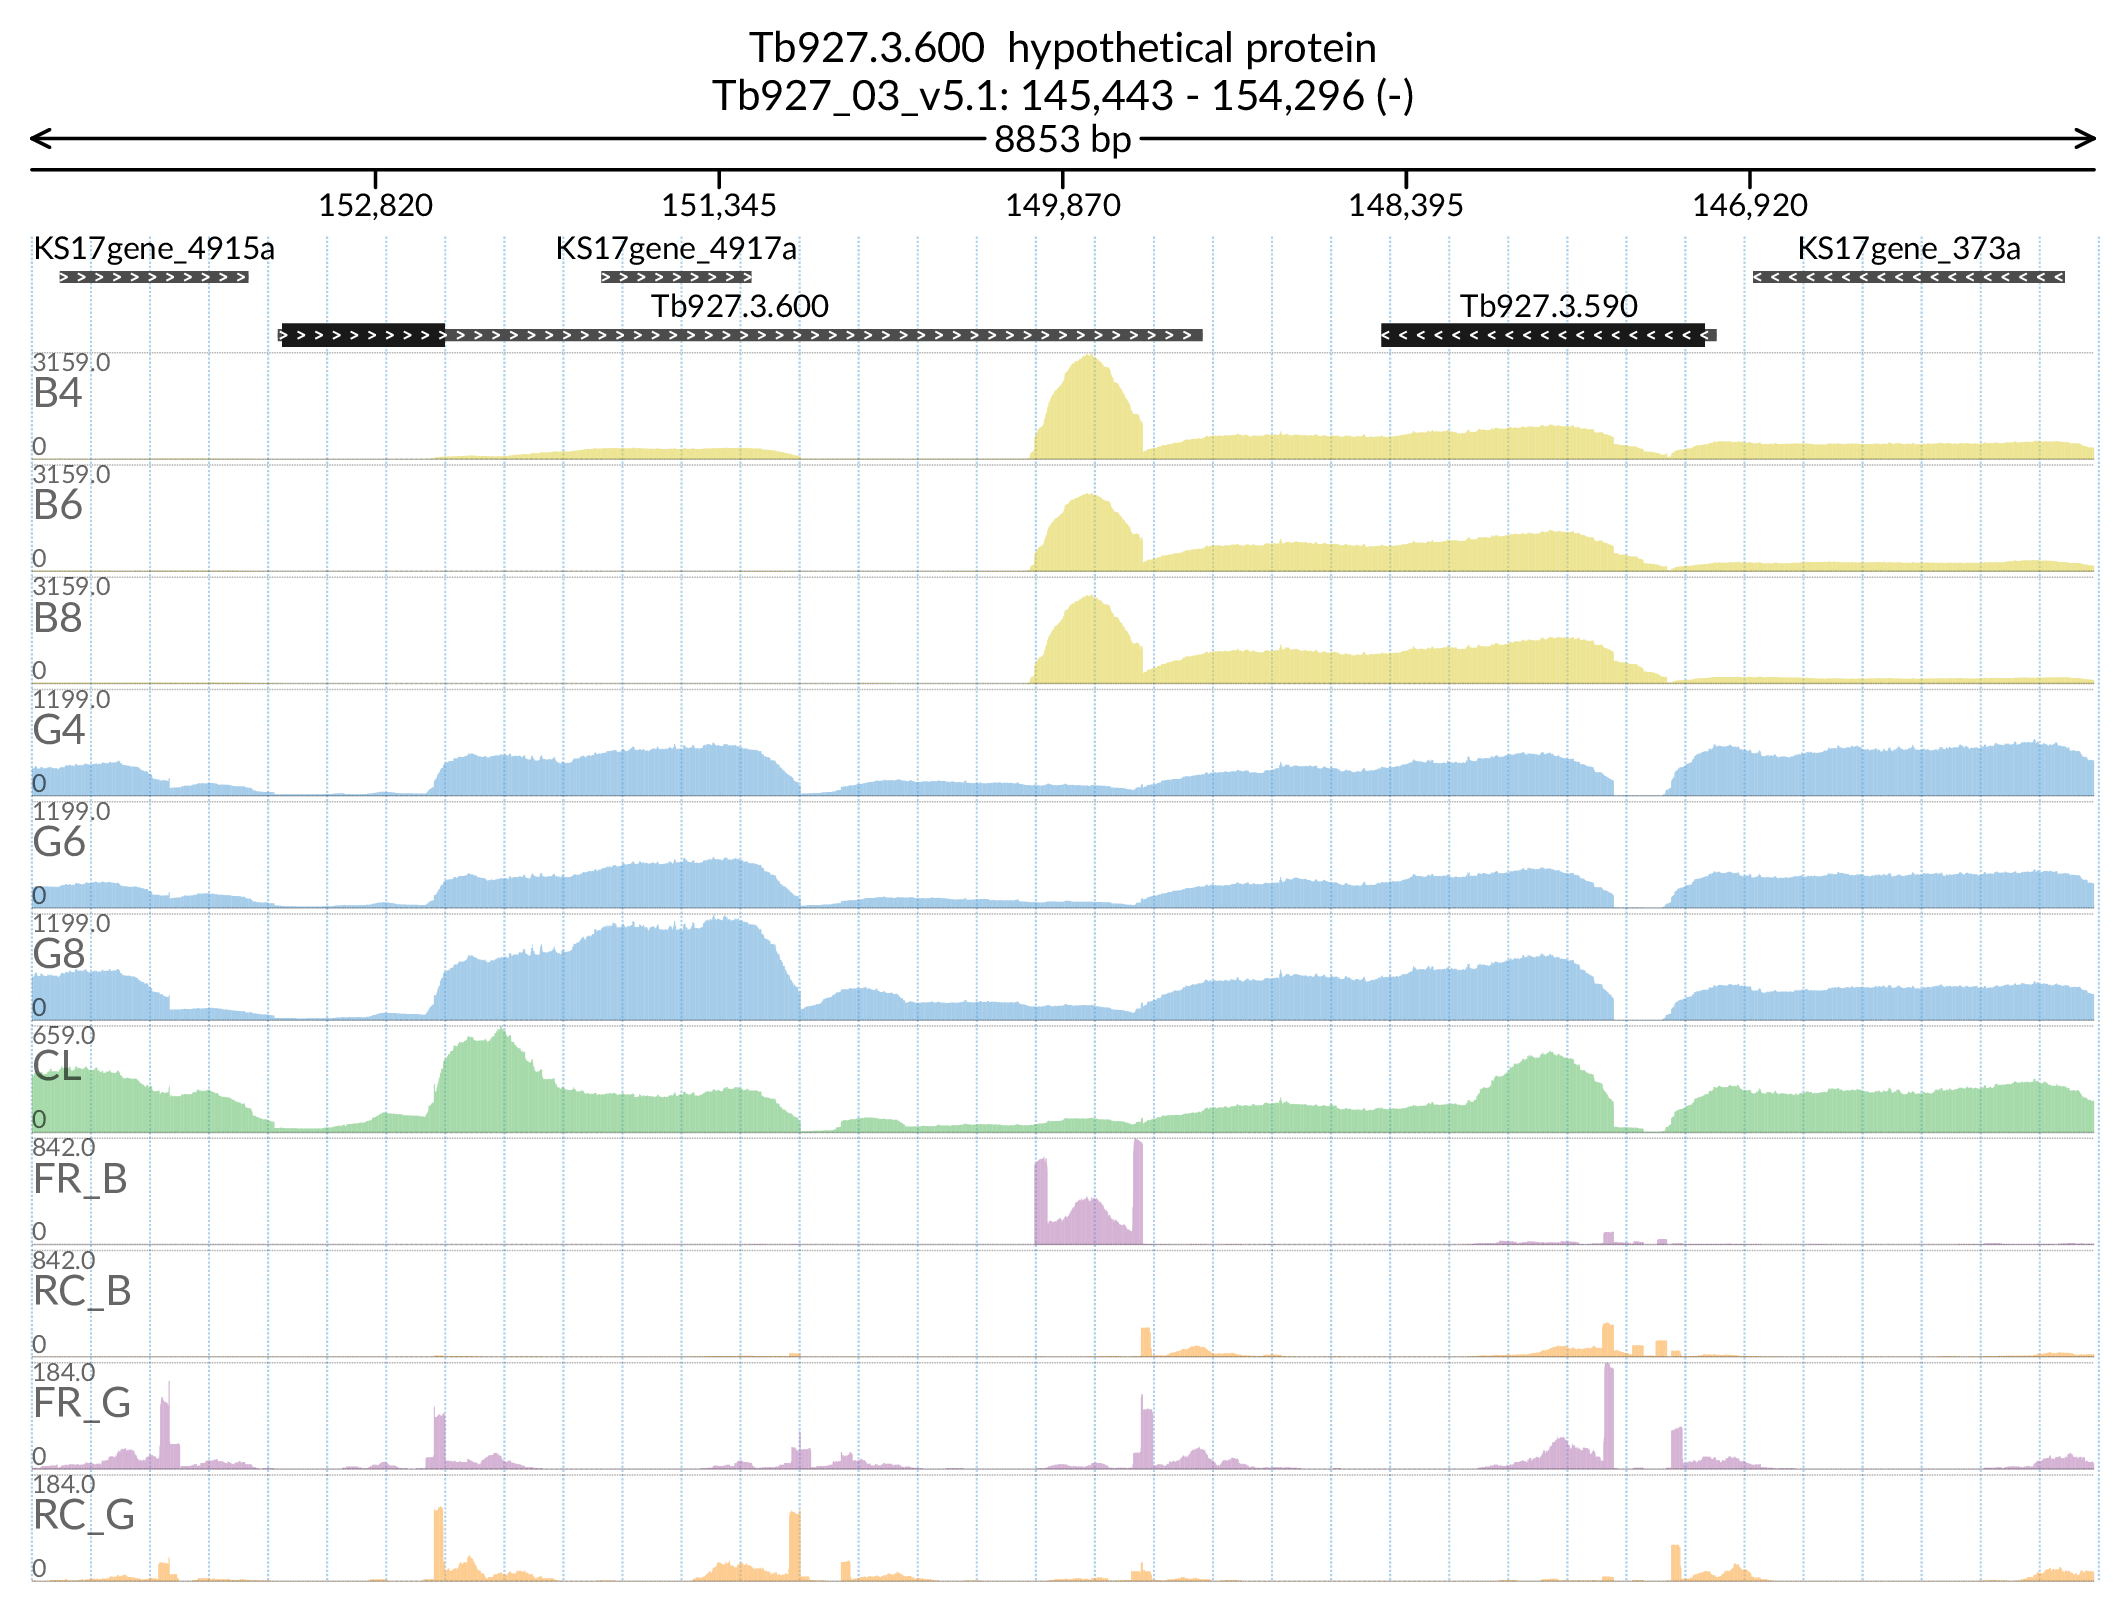 Tb927.3.600  hypothetical protein
Tb927_03_v5.1: 145,443 - 154,296 (-)
8853 bp
152,820 151,345 149,870 148,395 146,920
KS17gene_4915a KS17gene_4917a KS17gene_373a
Tb927.3.600 Tb927.3.590
3159.0
B4
0
3159.0
B6
0
3159.0
B8
0
1199.0
G4
0
1199.0
G6
0
1199.0
G8
0
659.0
CL
0
842.0
FR_B
0
842.0
RC_B
0
184.0
FR_G
0
184.0
RC_G
0